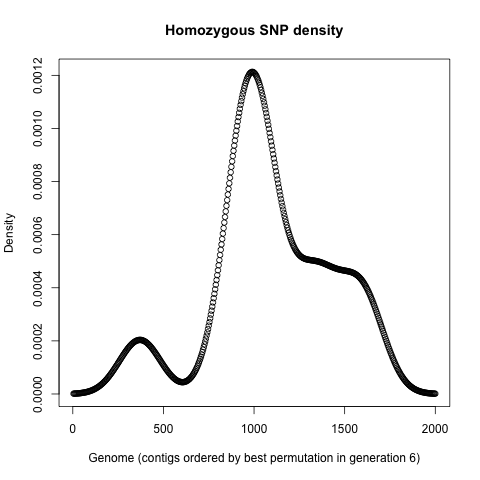 Homozygous SNP density
Density
0.0012
0.0010
0.0008
0.0006
0.0004
0.0002
0.0000
0 500 1000 1500 2000
Genome (contigs ordered by best permutation in generation 6)